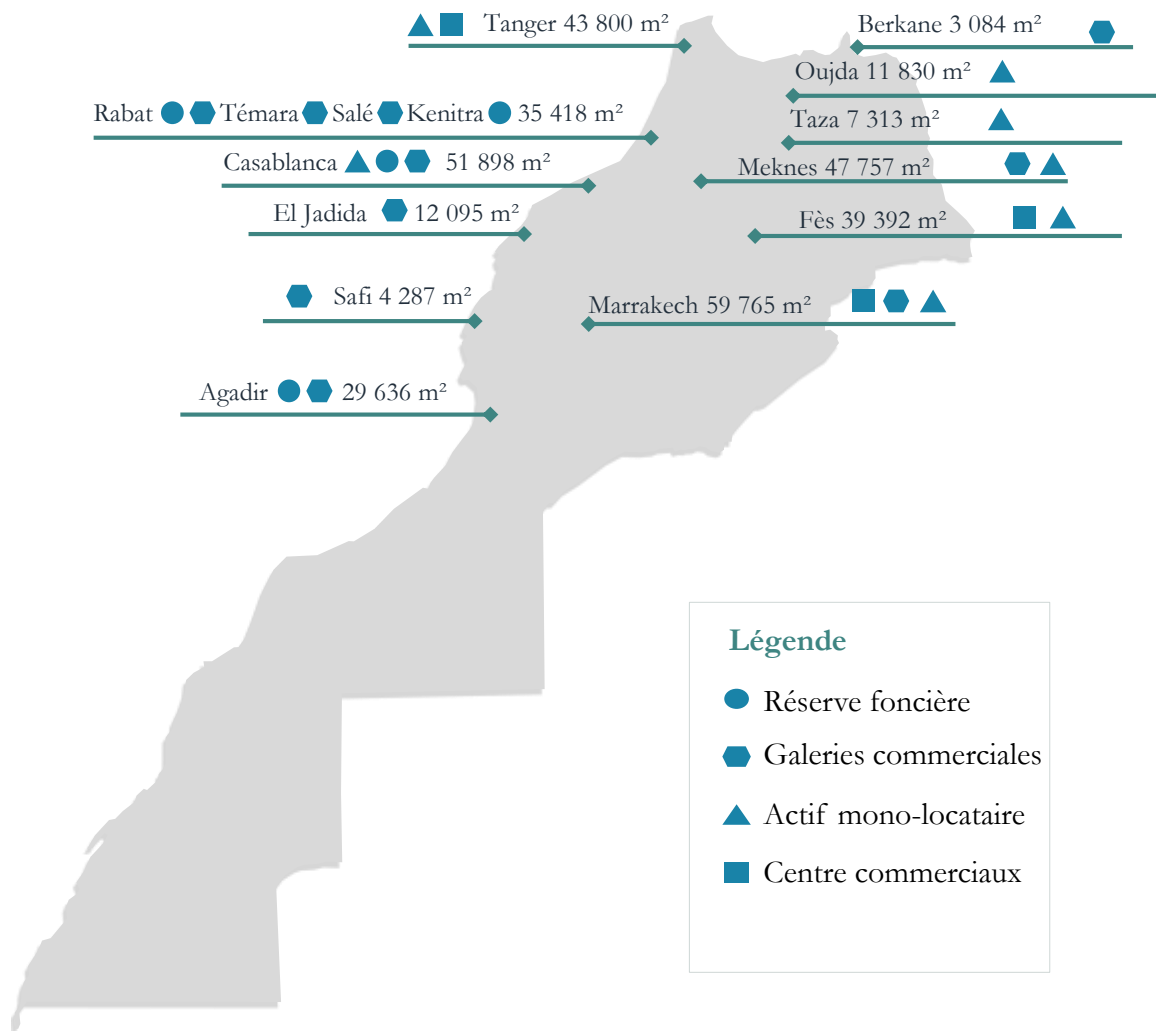 Tanger 43 800 m²
Berkane 3 084 m²
Oujda 11 830 m²
Rabat Témara Salé Kenitra 35 418 m²
Taza 7 313 m²
Casablanca 51 898 m²
Meknes 47 757 m²
El Jadida 12 095 m²
Fès 39 392 m²
Safi 4 287 m²
Marrakech 59 765 m²
Agadir 29 636 m²
Légende
Réserve foncière
Galeries commerciales
Actif mono-locataire
Centre commerciaux